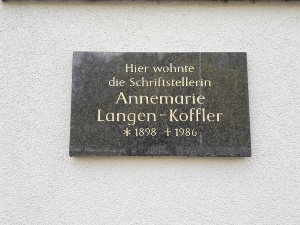 Hier wohnte
die Schriftstellerin
Annemarie
Langen-Koffler
* 1898 + 1986